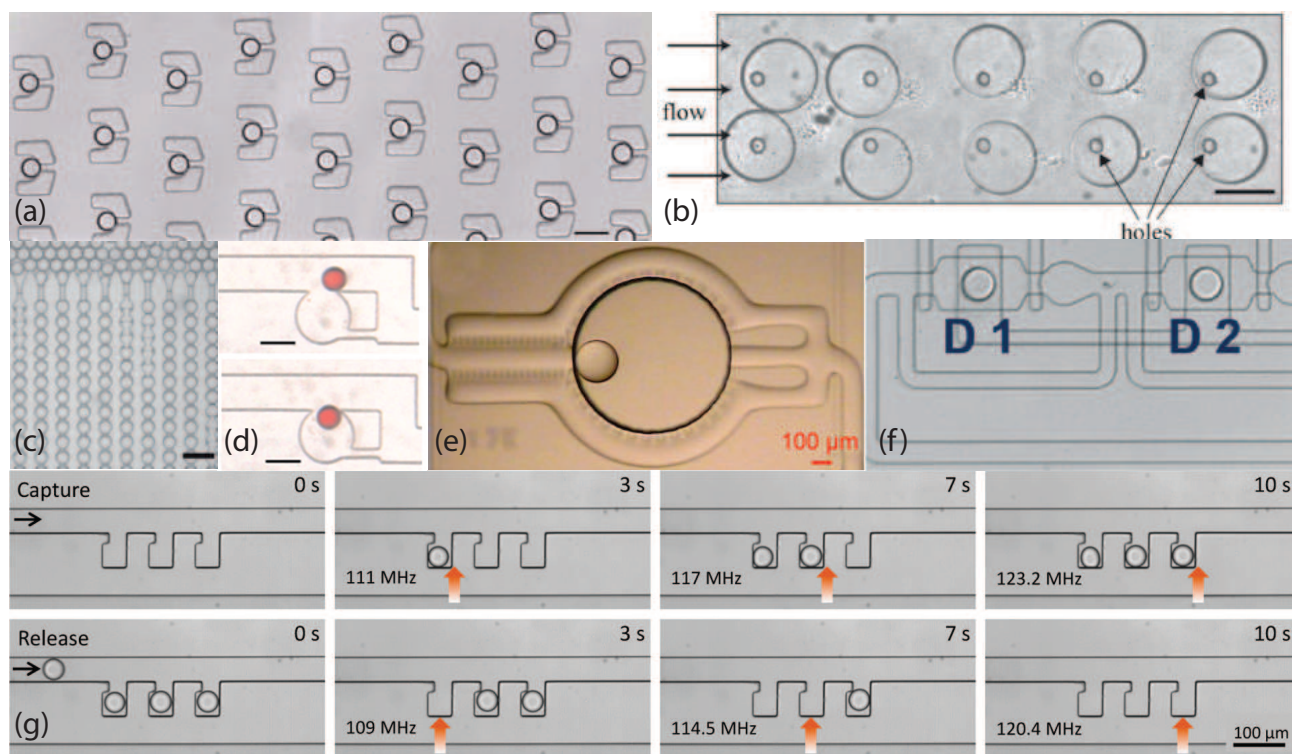 (a)
flow
(b)
holes
(c)
(d)
100 µm
(e)
D 1
D 2
(f)
Capture
0 s
3 s
111 MHz
7 s
117 MHz
10 s
123.2 MHz
Release
0 s
(g)
3 s
109 MHz
7 s
114.5 MHz
10 s
120.4 MHz
100 µm